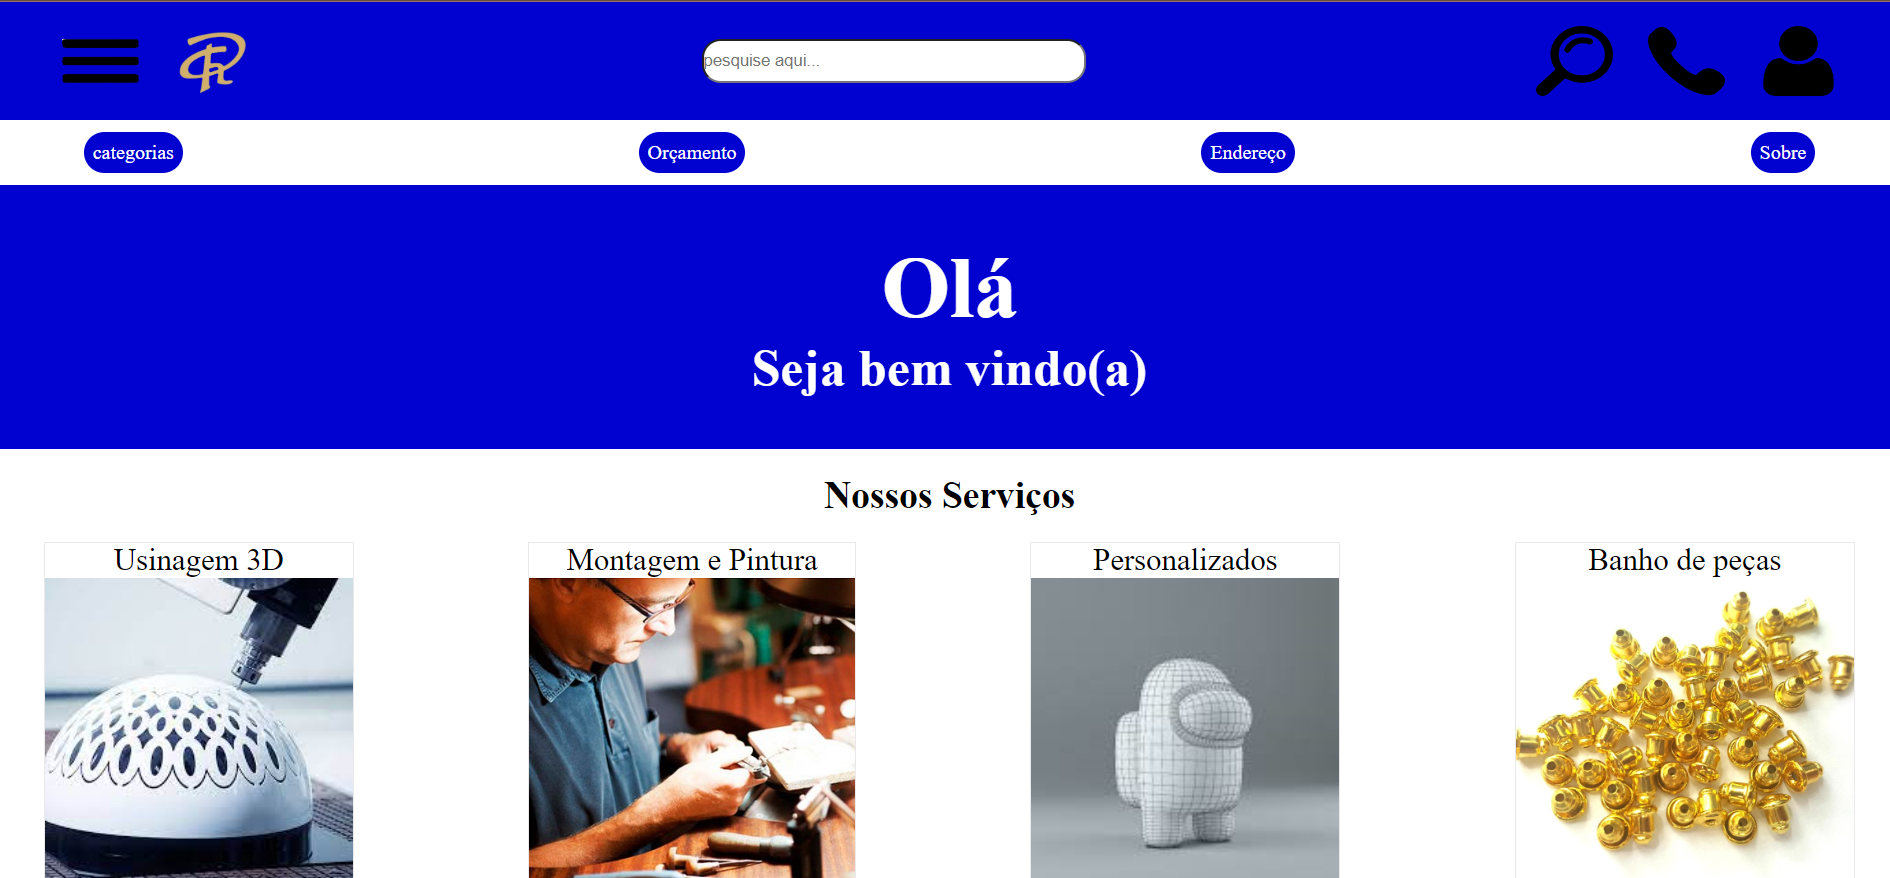 pesquise aqui...
categorias
Orçamento
Endereço
Sobre
Olá
Seja bem vindo(a)
Nossos Serviços
Usinagem 3D
Montagem e Pintura
Personalizados
Banho de peças